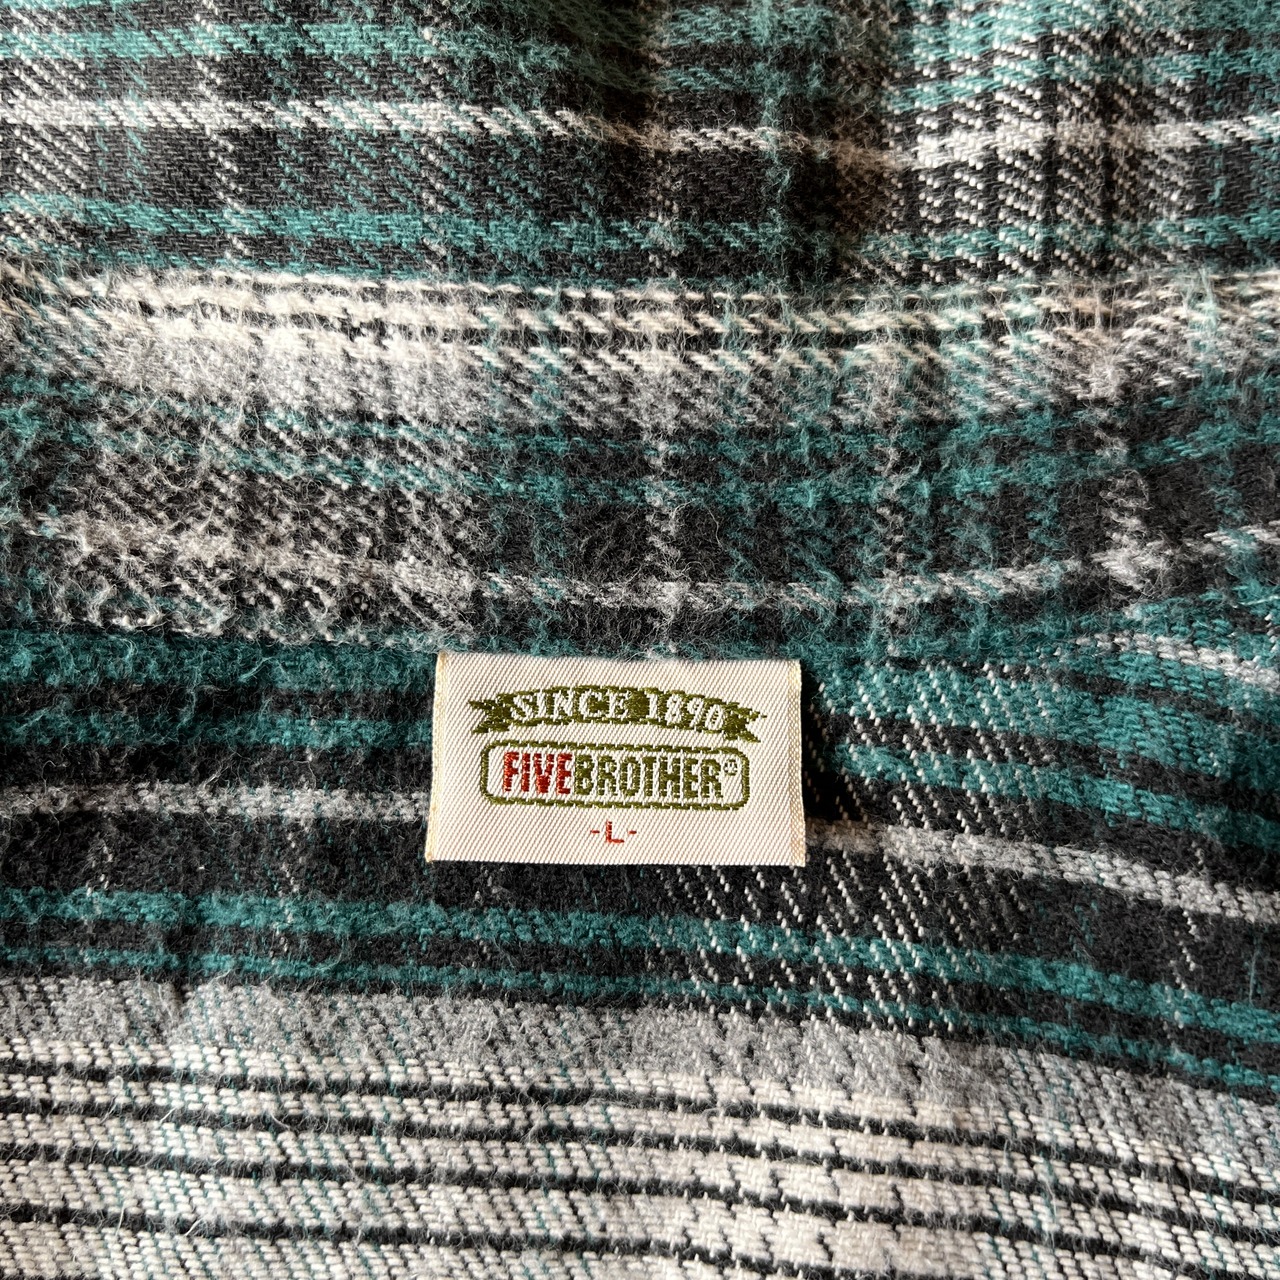 SINCE 1890
FIVEBROTHER®
-L-